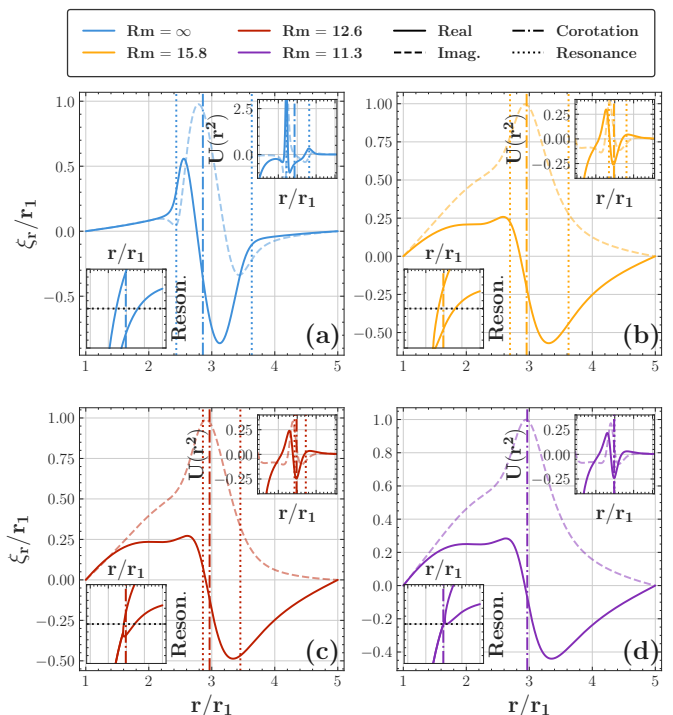 Rm = ∞ Rm = 12.6 Real Corotation
Rm = 15.8 Rm = 11.3 Imag. Resonance
ξr/r1
1.0
0.5
0.0
−0.5
1 2 3 4 5
U(r²)
2.5
0.0
r/r1
r/r1
Reson.
(a)
1.00
0.75
0.50
0.25
0.00
−0.25
−0.50
1 2 3 4 5
U(r²)
0.25
0.00
−0.25
r/r1
r/r1
Reson.
(b)
ξr/r1
1.00
0.75
0.50
0.25
0.00
−0.25
−0.50
1 2 3 4 5
r/r1
U(r²)
0.25
0.00
−0.25
r/r1
r/r1
Reson.
(c)
1.0
0.8
0.6
0.4
0.2
0.0
−0.2
−0.4
1 2 3 4 5
r/r1
U(r²)
0.25
0.00
−0.25
r/r1
r/r1
Reson.
(d)